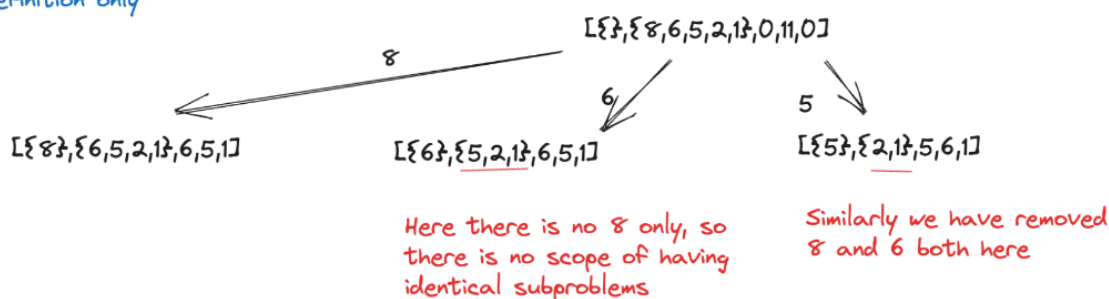 definition only
[{},{8,6,5,2,1},0,11,0]
8
6
5
[{8},{6,5,2,1},6,5,1]
[{6},{5,2,1},6,5,1]
[{5},{2,1},5,6,1]
Here there is no 8 only, so
there is no scope of having
identical subproblems
Similarly we have removed
8 and 6 both here